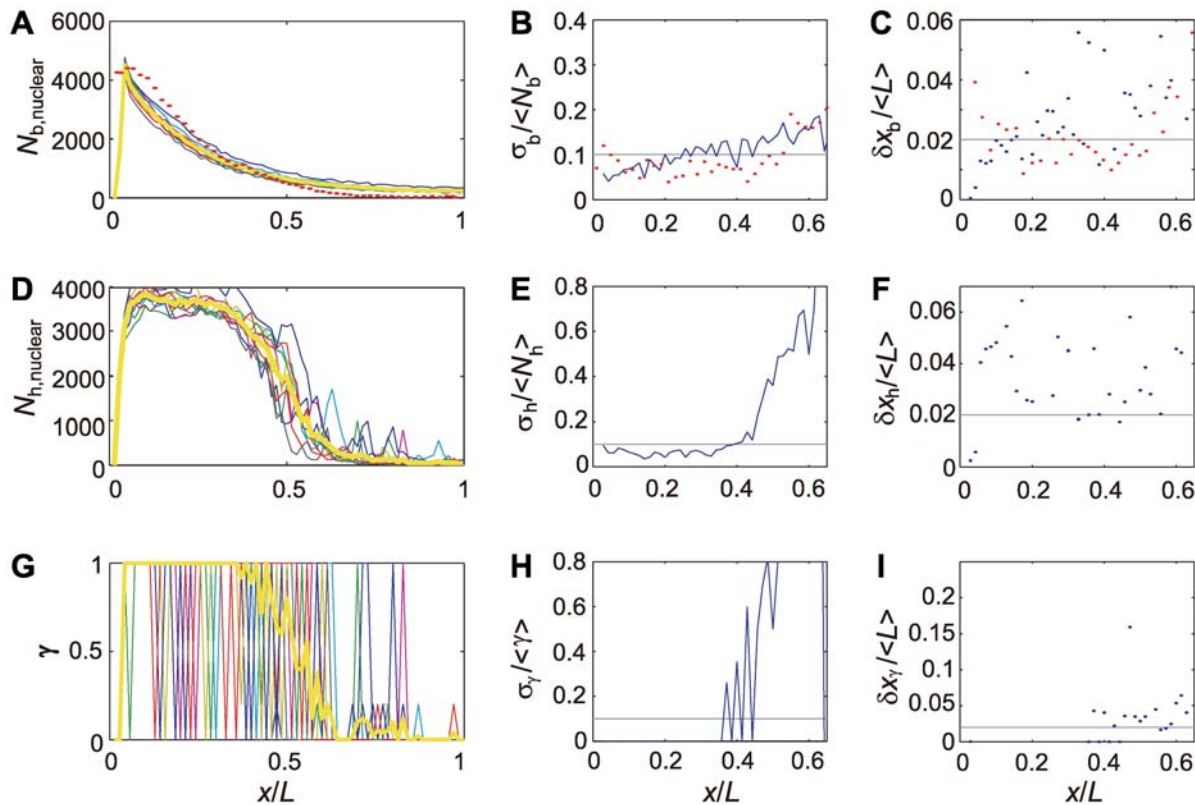 A
N_b,nuclear
6000
4000
2000
0
0 0.5 1
B
σ_b/<N_b>
0.4
0.3
0.2
0.1
0
0 0.2 0.4 0.6
C
δx_b/<L>
0.06
0.04
0.02
0
0 0.2 0.4 0.6
D
N_h,nuclear
4000
3000
2000
1000
0
0 0.5 1
E
σ_h/<N_h>
0.8
0.6
0.4
0.2
0
0 0.2 0.4 0.6
F
δx_h/<L>
0.06
0.04
0.02
0
0 0.2 0.4 0.6
G
γ
1
0.5
0
0 0.5 1
x/L
H
σ_γ/<γ>
0.8
0.6
0.4
0.2
0
0 0.2 0.4 0.6
x/L
I
δx_γ/<L>
0.2
0.15
0.1
0.05
0
0 0.2 0.4 0.6
x/L